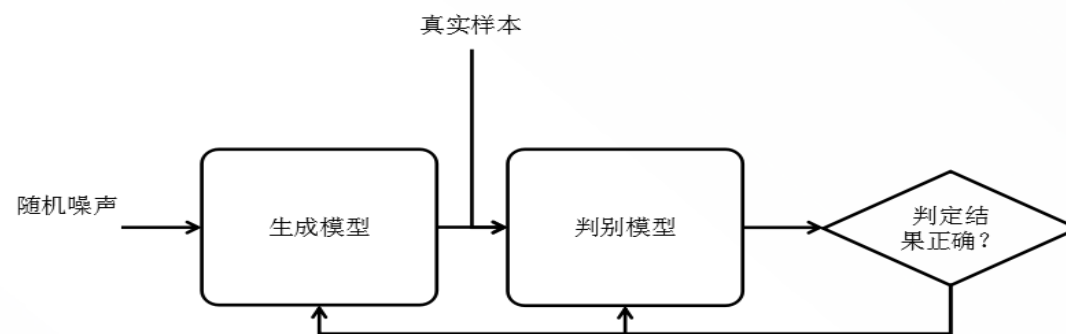 真实样本
随机噪声
生成模型
判别模型
判定结
果正确？